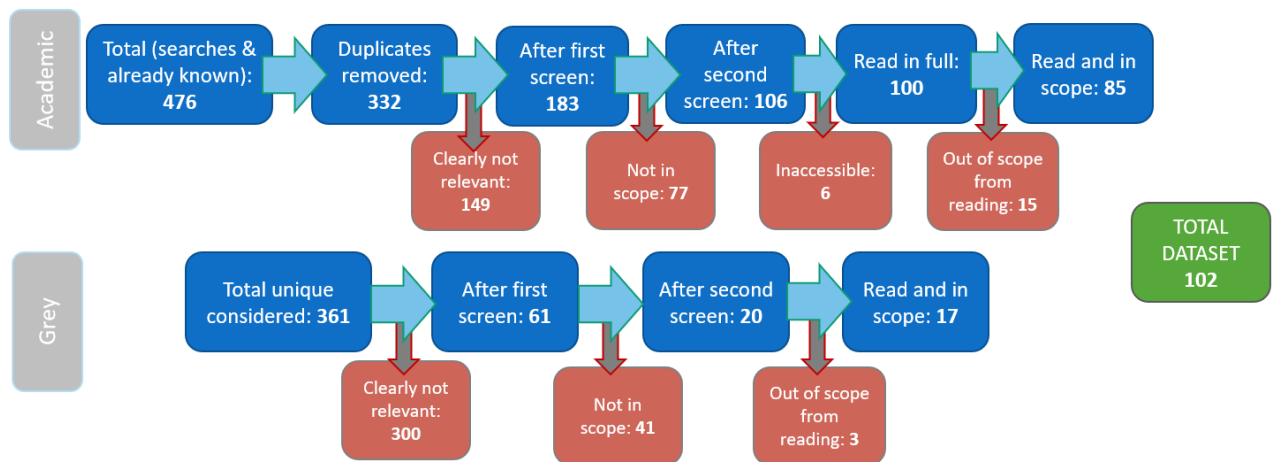 Academic
Total (searches &
already known):
476
Duplicates
removed:
332
After first
screen:
183
After
second
screen: 106
Read in full:
100
Read and in
scope: 85
Clearly not
relevant:
149
Not in
scope: 77
Inaccessible:
6
Out of scope
from
reading: 15
TOTAL
DATASET
102
Grey
Total unique
considered: 361
After first
screen: 61
After second
screen: 20
Read and in
scope: 17
Clearly not
relevant:
300
Not in
scope: 41
Out of scope
from
reading: 3